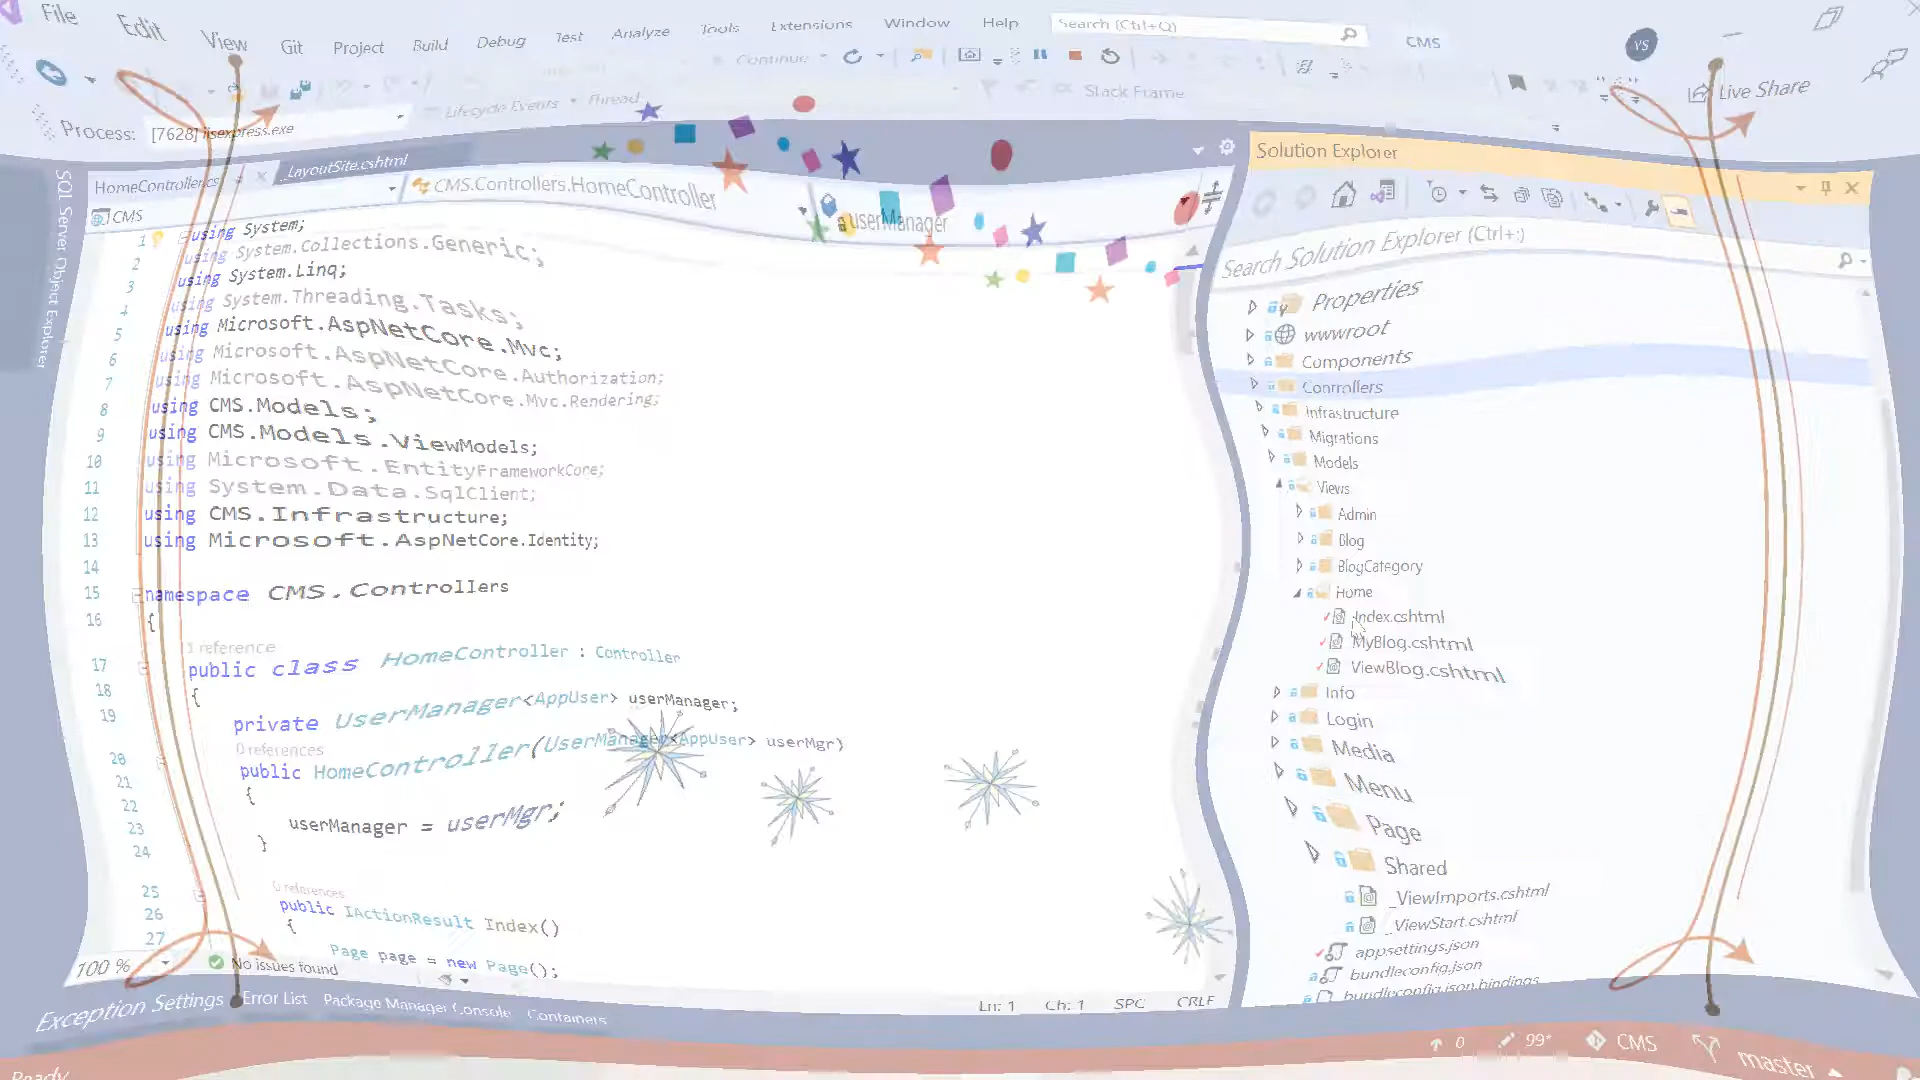 File Edit View Git Project Build Debug Test Analyze Tools Extensions Window Help Search (Ctrl+Q) CMS VS
Continue
Live Share
Process: [7628] iisexpress.exe Lifecycle Events Thread Stack Frame
SQL Server Object Explorer
HomeController.cs _LayoutSite.cshtml
CMS CMS.Controllers.HomeController userManager
1 using System;
2 using System.Collections.Generic;
3 using System.Linq;
4 using System.Threading.Tasks;
5 using Microsoft.AspNetCore.Mvc;
6 using Microsoft.AspNetCore.Authorization;
7 using Microsoft.AspNetCore.Mvc.Rendering;
8 using CMS.Models;
9 using CMS.Models.ViewModels;
10 using Microsoft.EntityFrameworkCore;
11 using System.Data.SqlClient;
12 using CMS.Infrastructure;
13 using Microsoft.AspNetCore.Identity;
14
15 namespace CMS.Controllers
16 {
1 reference
17 public class HomeController : Controller
18 {
19 private UserManager<AppUser> userManager;
0 references
20 public HomeController(UserManager<AppUser> userMgr)
21 {
22 userManager = userMgr;
23 }
24
0 references
25 public IActionResult Index()
26 {
27 Page page = new Page();
100 % No issues found Ln: 1 Ch: 1 SPC CRLF
Exception Settings Error List Package Manager Console Containers
Solution Explorer
Search Solution Explorer (Ctrl+;)
Properties
wwwroot
Components
Controllers
Infrastructure
Migrations
Models
Views
Admin
Blog
BlogCategory
Home
Index.cshtml
MyBlog.cshtml
ViewBlog.cshtml
Info
Login
Media
Menu
Page
Shared
_ViewImports.cshtml
_ViewStart.cshtml
appsettings.json
bundleconfig.json
bundleconfig.json.bindings
Ready 0 99+ CMS master